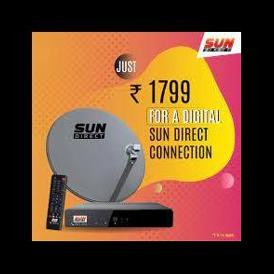 SUN
DIRECT
JUST
₹ 1799
FOR A DIGITAL
SUN DIRECT
CONNECTION
SUN
DIRECT